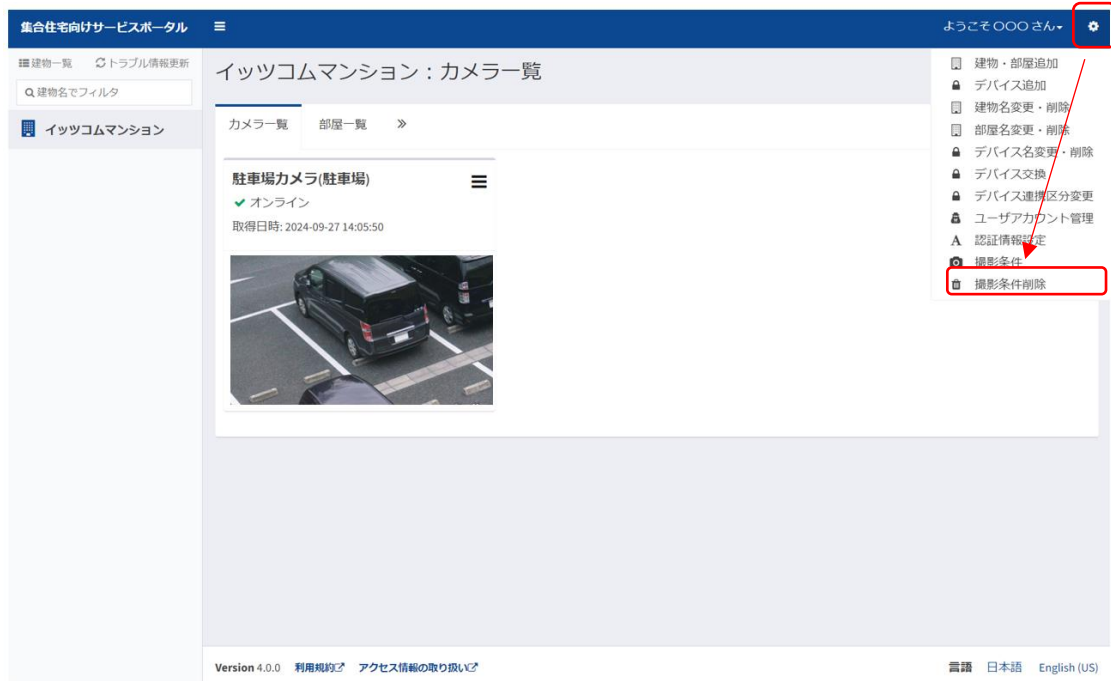 集合住宅向けサービスポータル
ようこそ〇〇〇 さん
建物一覧 トラブル情報更新
建物名でフィルタ
イッツコムマンション
イッツコムマンション：カメラ一覧
カメラ一覧 部屋一覧 »
駐車場カメラ(駐車場)
オンライン
取得日時: 2024-09-27 14:05:50
建物・部屋追加
デバイス追加
建物名変更・削除
部屋名変更・削除
デバイス名変更・削除
デバイス交換
デバイス連携区分変更
ユーザアカウント管理
認証情報設定
撮影条件
撮影条件削除
Version 4.0.0 利用規約 アクセス情報の取り扱い
言語 日本語 English (US)